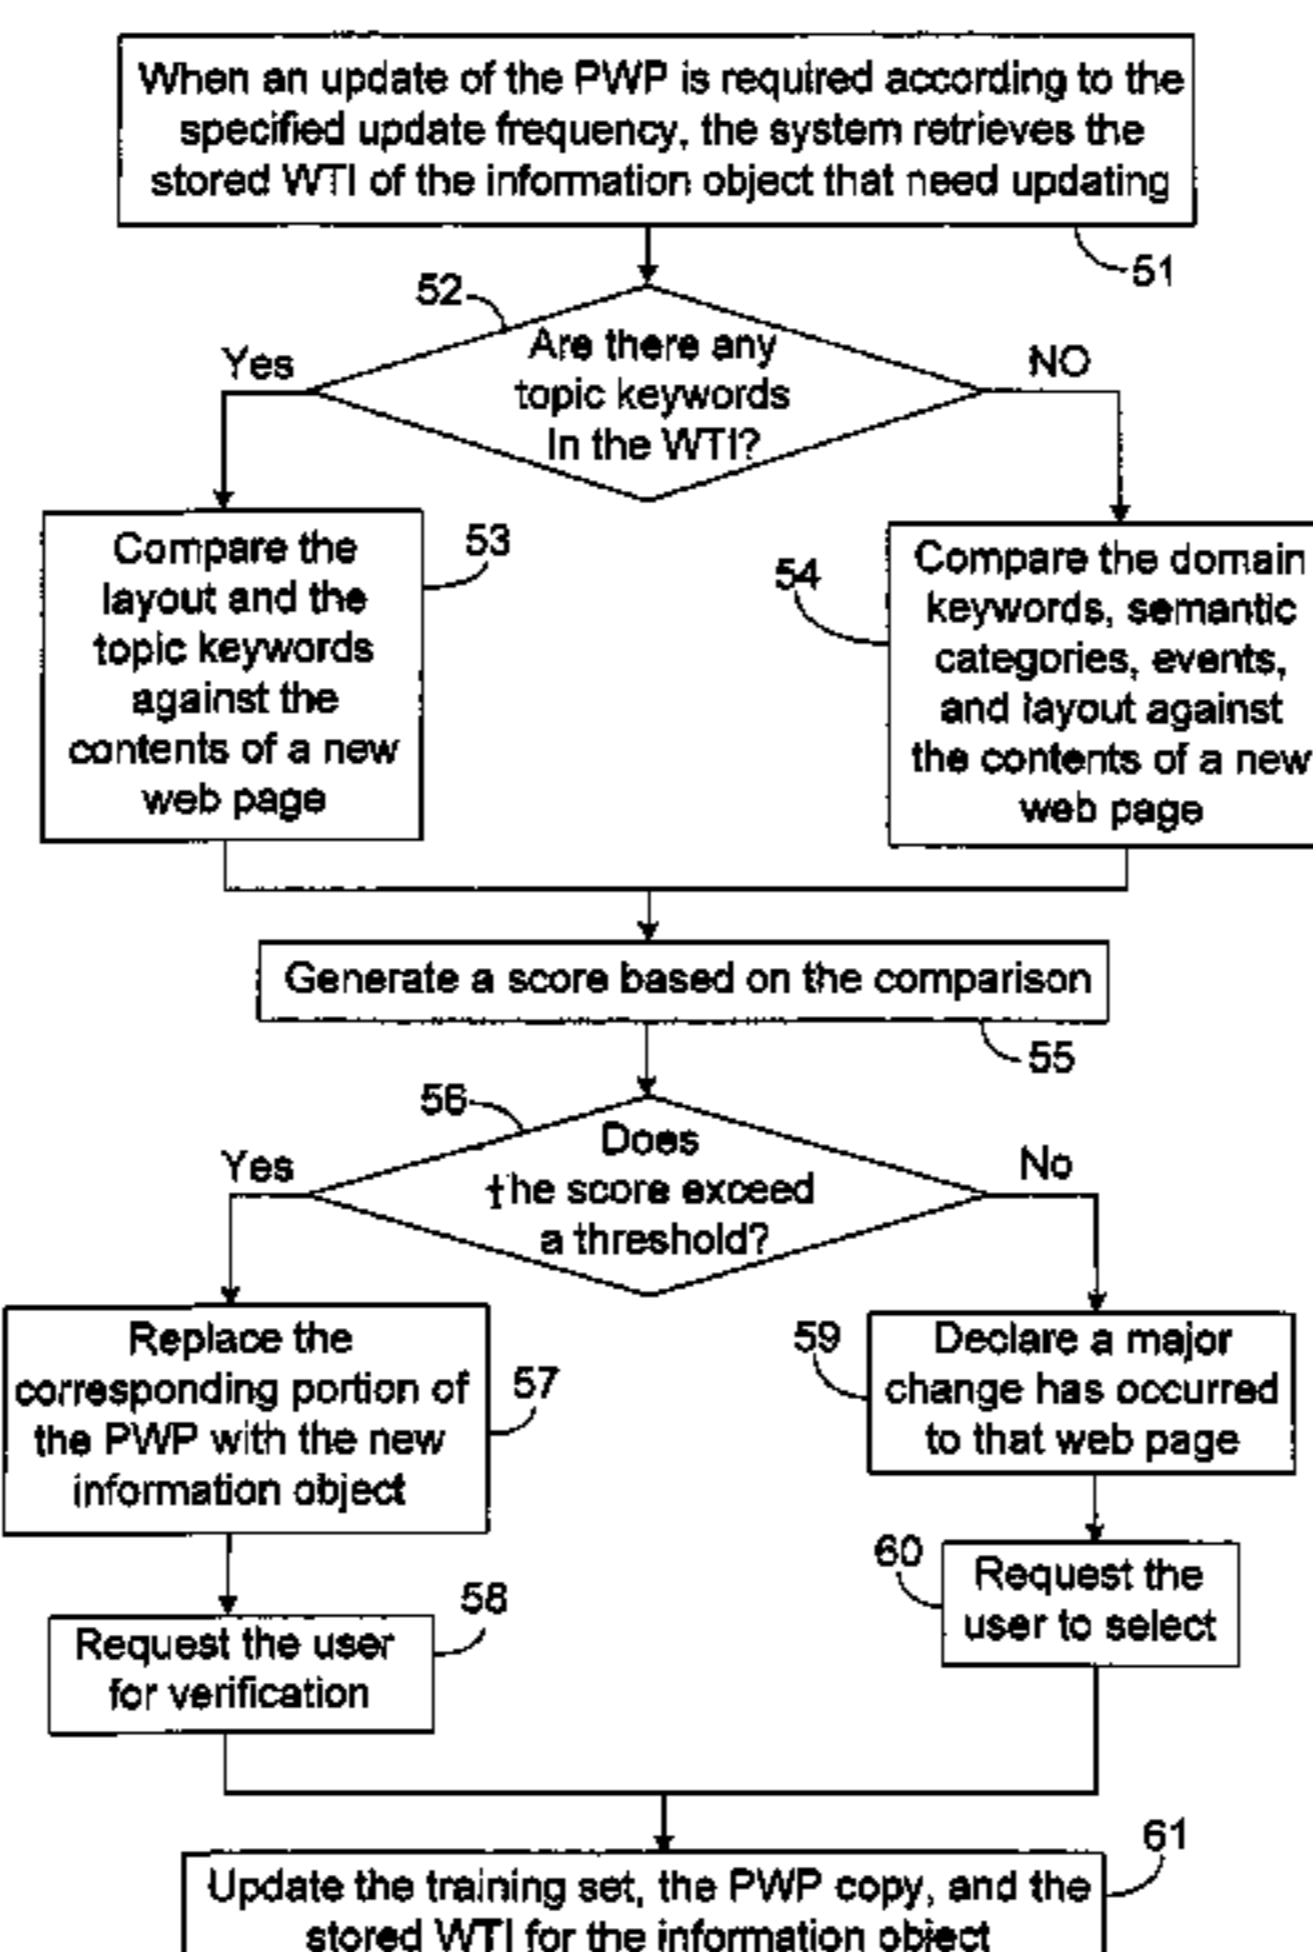 When an update of the PWP is required according to the
specified update frequency, the system retrieves the
stored WTI of the information object that need updating
51
52
Are there any
topic keywords
In the WTI?
Yes
NO
Compare the
layout and the
topic keywords
against the
contents of a new
web page
53
54
Compare the domain
keywords, semantic
categories, events,
and layout against
the contents of a new
web page
Generate a score based on the comparison
55
56
Does
the score exceed
a threshold?
Yes
No
Replace the
corresponding portion of
the PWP with the new
information object
57
59
Declare a major
change has occurred
to that web page
Request the user
for verification
58
60
Request the
user to select
61
Update the training set, the PWP copy, and the
stored WTI for the information object